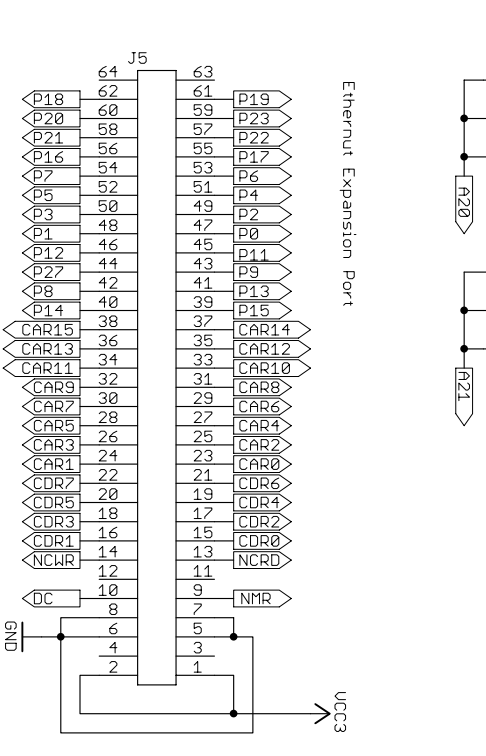 J5
64 63
P18 62 61 P19
P20 60 59 P23
P21 58 57 P22
P16 56 55 P17
P7 54 53 P6
P5 52 51 P4
P3 50 49 P2
P1 48 47 P0
P12 46 45 P11
P27 44 43 P9
P8 42 41 P13
P14 40 39 P15
CAR15 38 37 CAR14
CAR13 36 35 CAR12
CAR11 34 33 CAR10
CAR9 32 31 CAR8
CAR7 30 29 CAR6
CAR5 28 27 CAR4
CAR3 26 25 CAR2
CAR1 24 23 CAR0
CDR7 22 21 CDR6
CDR5 20 19 CDR4
CDR3 18 17 CDR2
CDR1 16 15 CDR0
NCWR 14 13 NCRD
12 11
DC 10 9 NMR
8 7
6 5
4 3
2 1
GND
VCC3
Ethernut Expansion Port
A20
A21